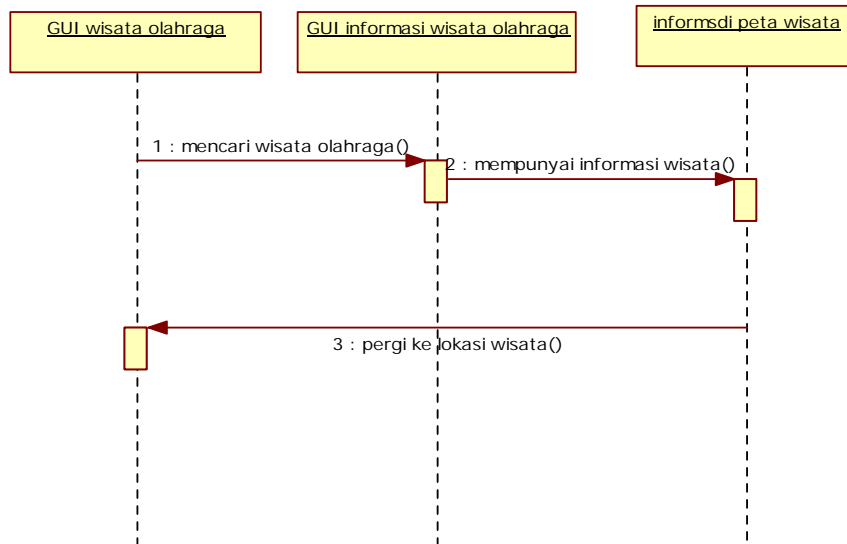 GUI wisata olahraga
GUI informasi wisata olahraga
informsdi peta wisata
1 : mencari wisata olahraga()
2 : mempunyai informasi wisata()
3 : pergi ke lokasi wisata()